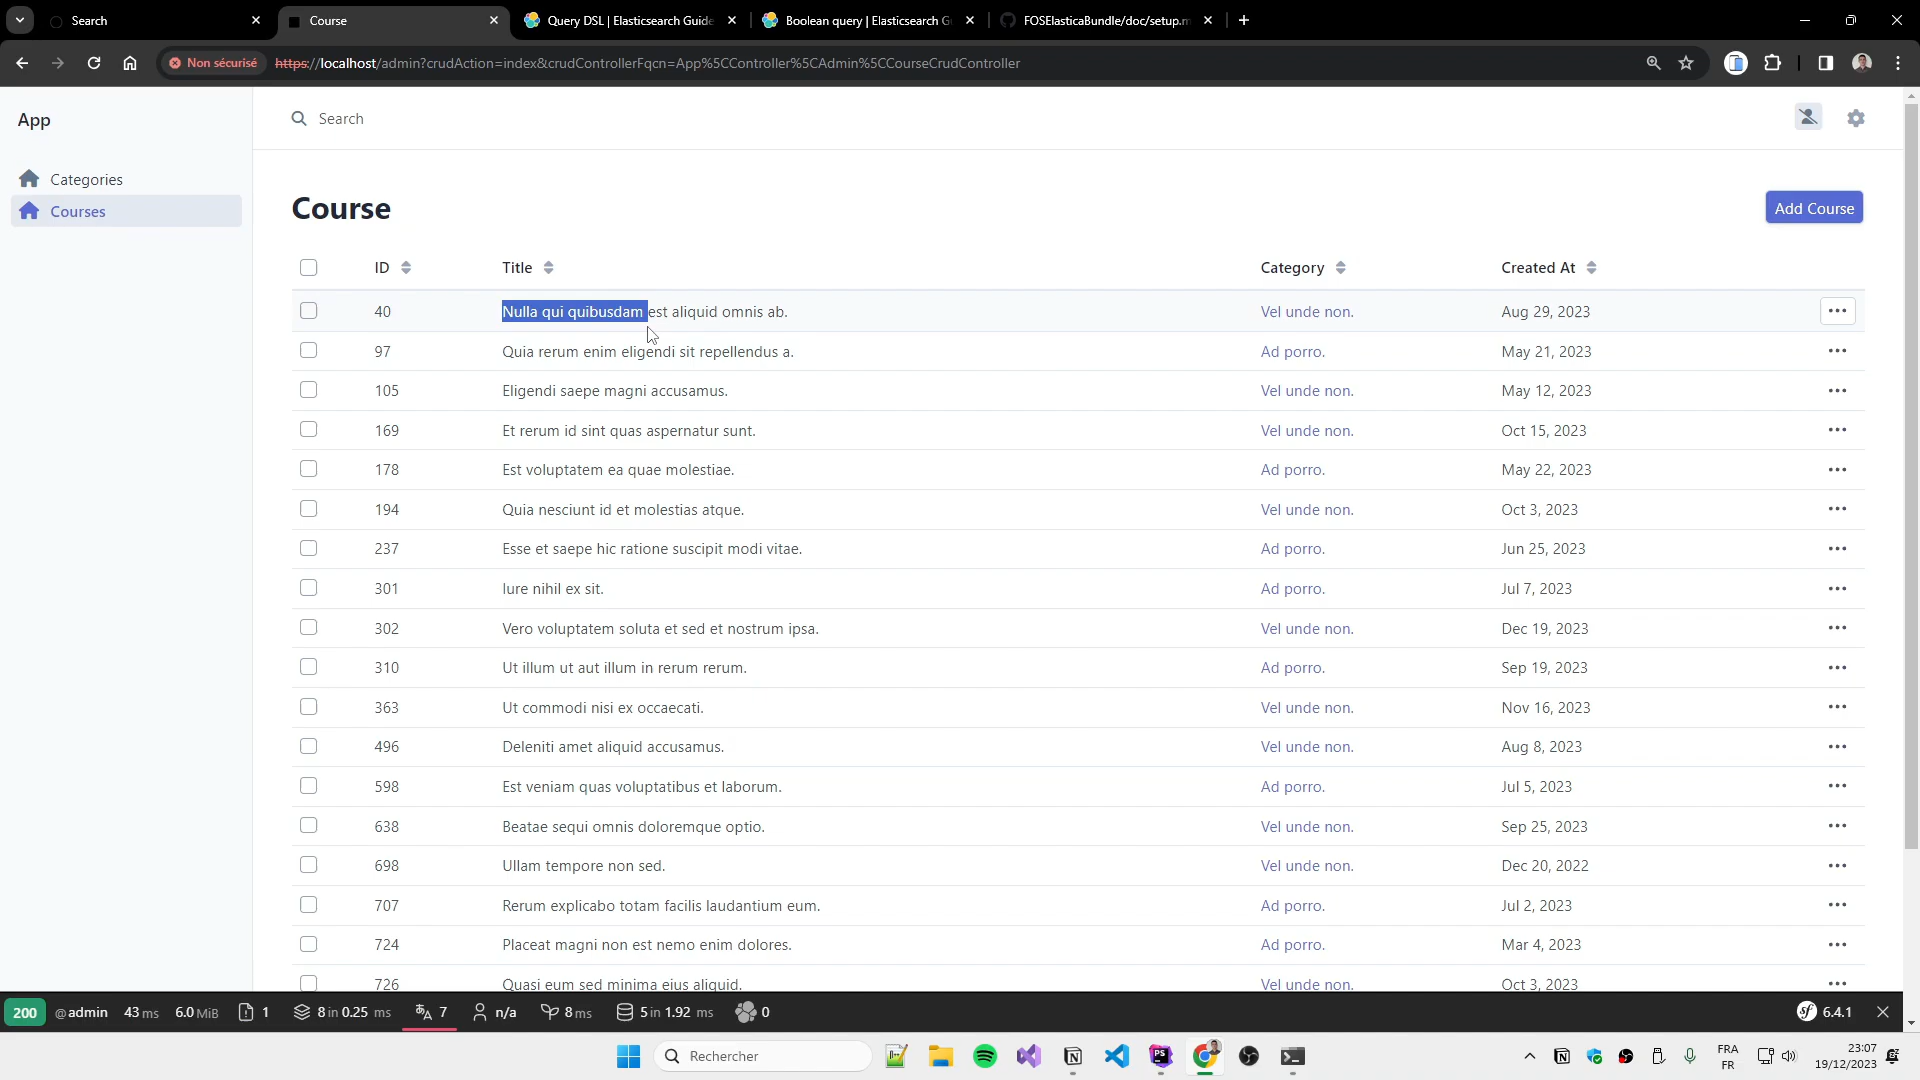 Search
Course
Query DSL | Elasticsearch Guide
Boolean query | Elasticsearch G
FOSElasticaBundle/doc/setup.m
Non sécurisé
https://localhost/admin?crudAction=index&crudControllerFqcn=App%5CController%5CAdmin%5CCourseCrudController
App
Search
Categories
Courses
Course
Add Course
ID Title Category Created At
40 Nulla qui quibusdam est aliquid omnis ab. Vel unde non. Aug 29, 2023
97 Quia rerum enim eligendi sit repellendus a. Ad porro. May 21, 2023
105 Eligendi saepe magni accusamus. Vel unde non. May 12, 2023
169 Et rerum id sint quas aspernatur sunt. Vel unde non. Oct 15, 2023
178 Est voluptatem ea quae molestiae. Ad porro. May 22, 2023
194 Quia nesciunt id et molestias atque. Vel unde non. Oct 3, 2023
237 Esse et saepe hic ratione suscipit modi vitae. Ad porro. Jun 25, 2023
301 Iure nihil ex sit. Ad porro. Jul 7, 2023
302 Vero voluptatem soluta et sed et nostrum ipsa. Vel unde non. Dec 19, 2023
310 Ut illum ut aut illum in rerum rerum. Ad porro. Sep 19, 2023
363 Ut commodi nisi ex occaecati. Vel unde non. Nov 16, 2023
496 Deleniti amet aliquid accusamus. Vel unde non. Aug 8, 2023
598 Est veniam quas voluptatibus et laborum. Ad porro. Jul 5, 2023
638 Beatae sequi omnis doloremque optio. Vel unde non. Sep 25, 2023
698 Ullam tempore non sed. Vel unde non. Dec 20, 2022
707 Rerum explicabo totam facilis laudantium eum. Ad porro. Jul 2, 2023
724 Placeat magni non est nemo enim dolores. Ad porro. Mar 4, 2023
726 Quasi eum sed minima eius aliquid. Vel unde non. Oct 3, 2023
200 @admin 43 ms 6.0 MiB 1 8 in 0.25 ms 7 n/a 8 ms 5 in 1.92 ms 0 sf 6.4.1
Rechercher
PS
FRA
FR
23:07
19/12/2023